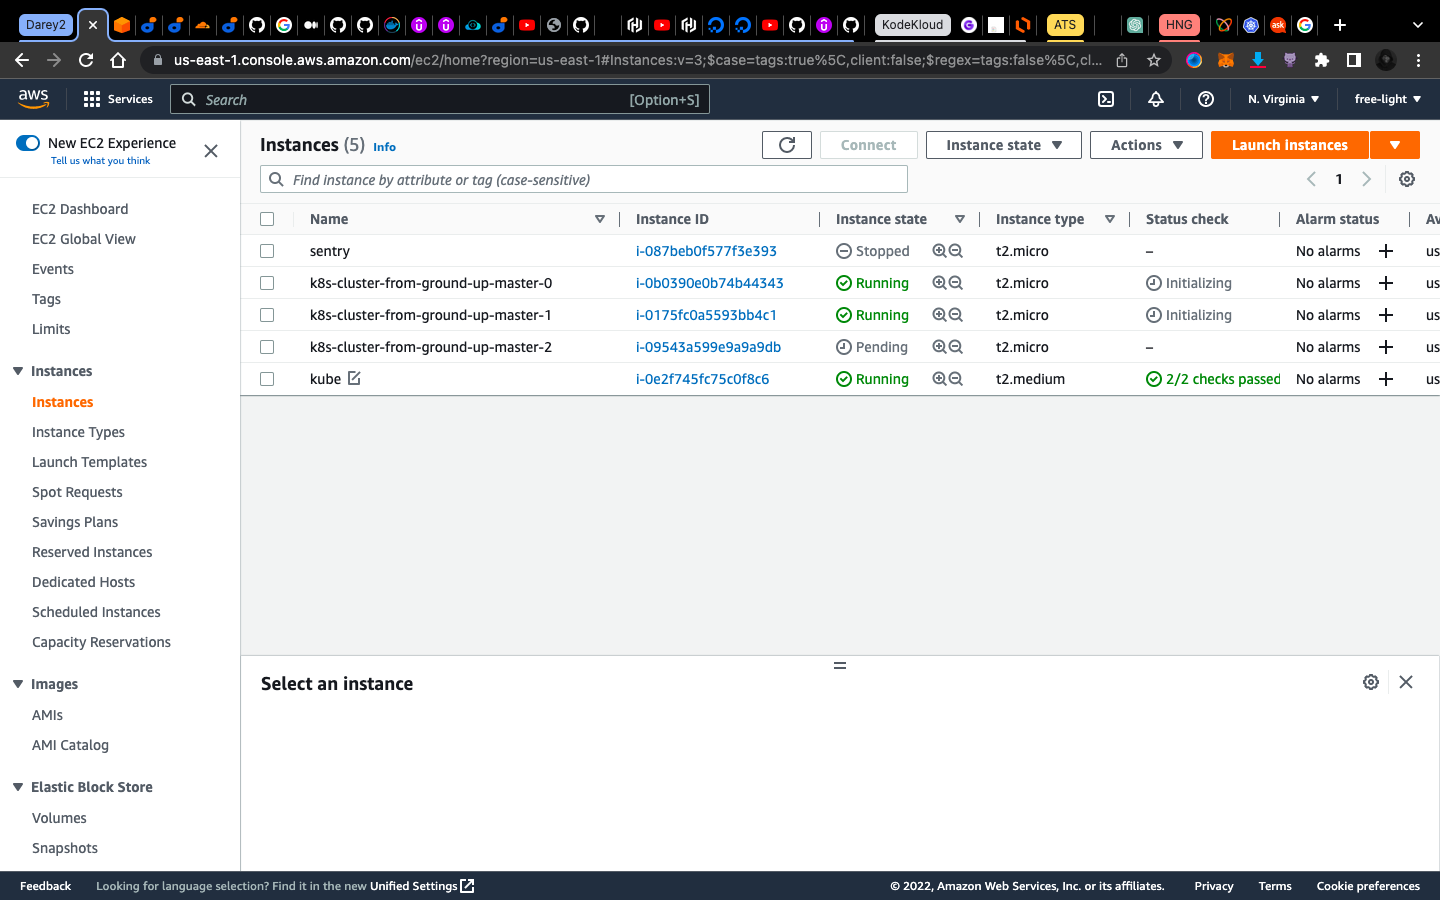 Darey2
KodeKloud
ATS
HNG
us-east-1.console.aws.amazon.com/ec2/home?region=us-east-1#Instances:v=3;$case=tags:true%5C,client:false;$regex=tags:false%5C,cl...
aws
Services
Search
[Option+S]
N. Virginia
free-light
New EC2 Experience
Tell us what you think
EC2 Dashboard
EC2 Global View
Events
Tags
Limits
Instances
Instances
Instance Types
Launch Templates
Spot Requests
Savings Plans
Reserved Instances
Dedicated Hosts
Scheduled Instances
Capacity Reservations
Images
AMIs
AMI Catalog
Elastic Block Store
Volumes
Snapshots
Instances (5) Info
Connect
Instance state
Actions
Launch instances
Find instance by attribute or tag (case-sensitive)
1
Name Instance ID Instance state Instance type Status check Alarm status Av
sentry i-087beb0f577f3e393 Stopped t2.micro – No alarms + us
k8s-cluster-from-ground-up-master-0 i-0b0390e0b74b44343 Running t2.micro Initializing No alarms + us
k8s-cluster-from-ground-up-master-1 i-0175fc0a5593bb4c1 Running t2.micro Initializing No alarms + us
k8s-cluster-from-ground-up-master-2 i-09543a599e9a9a9db Pending t2.micro – No alarms + us
kube i-0e2f745fc75c0f8c6 Running t2.medium 2/2 checks passed No alarms + us
Select an instance
Feedback
Looking for language selection? Find it in the new Unified Settings
© 2022, Amazon Web Services, Inc. or its affiliates.
Privacy
Terms
Cookie preferences